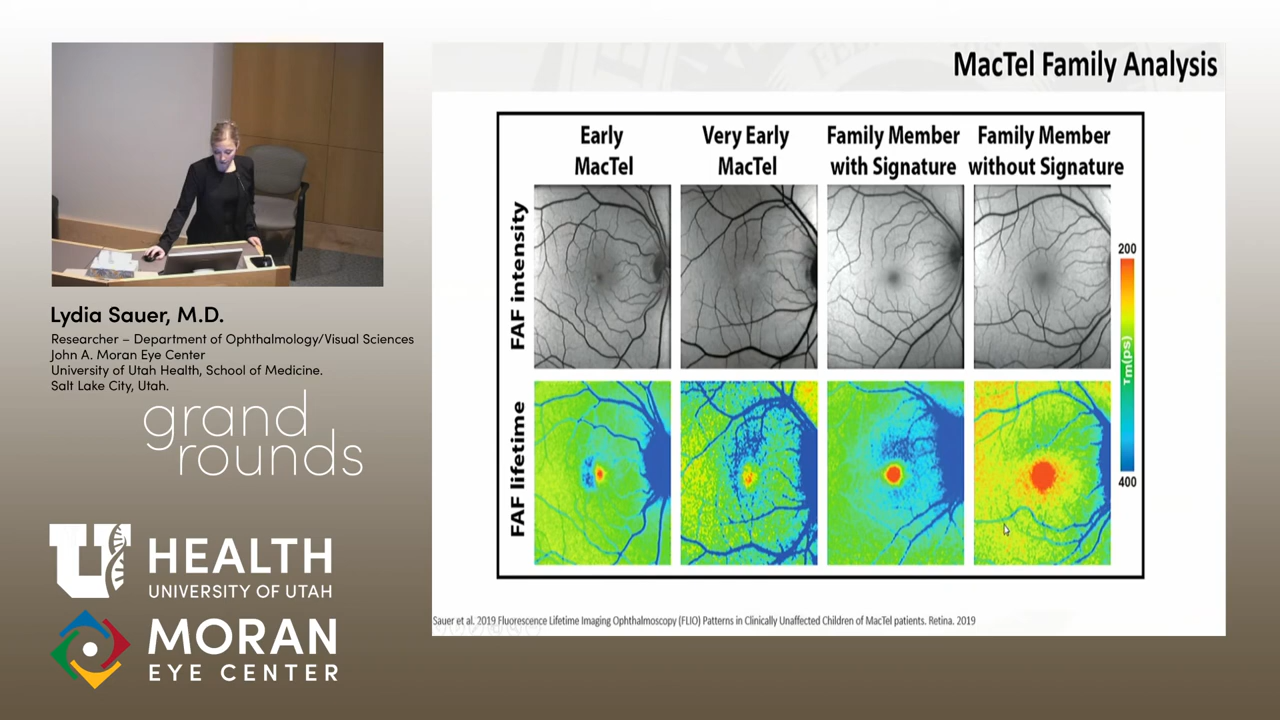 MacTel Family Analysis
Early MacTel
Very Early MacTel
Family Member with Signature
Family Member without Signature
FAF intensity
FAF lifetime
200
τm(ps)
400
Sauer et al. 2019 Fluorescence Lifetime Imaging Ophthalmoscopy (FLIO) Patterns in Clinically Unaffected Children of MacTel patients. Retina. 2019
Lydia Sauer, M.D.
Researcher – Department of Ophthalmology/Visual Sciences
John A. Moran Eye Center
University of Utah Health, School of Medicine.
Salt Lake City, Utah.
grand
rounds
U HEALTH
UNIVERSITY OF UTAH
MORAN
EYE CENTER